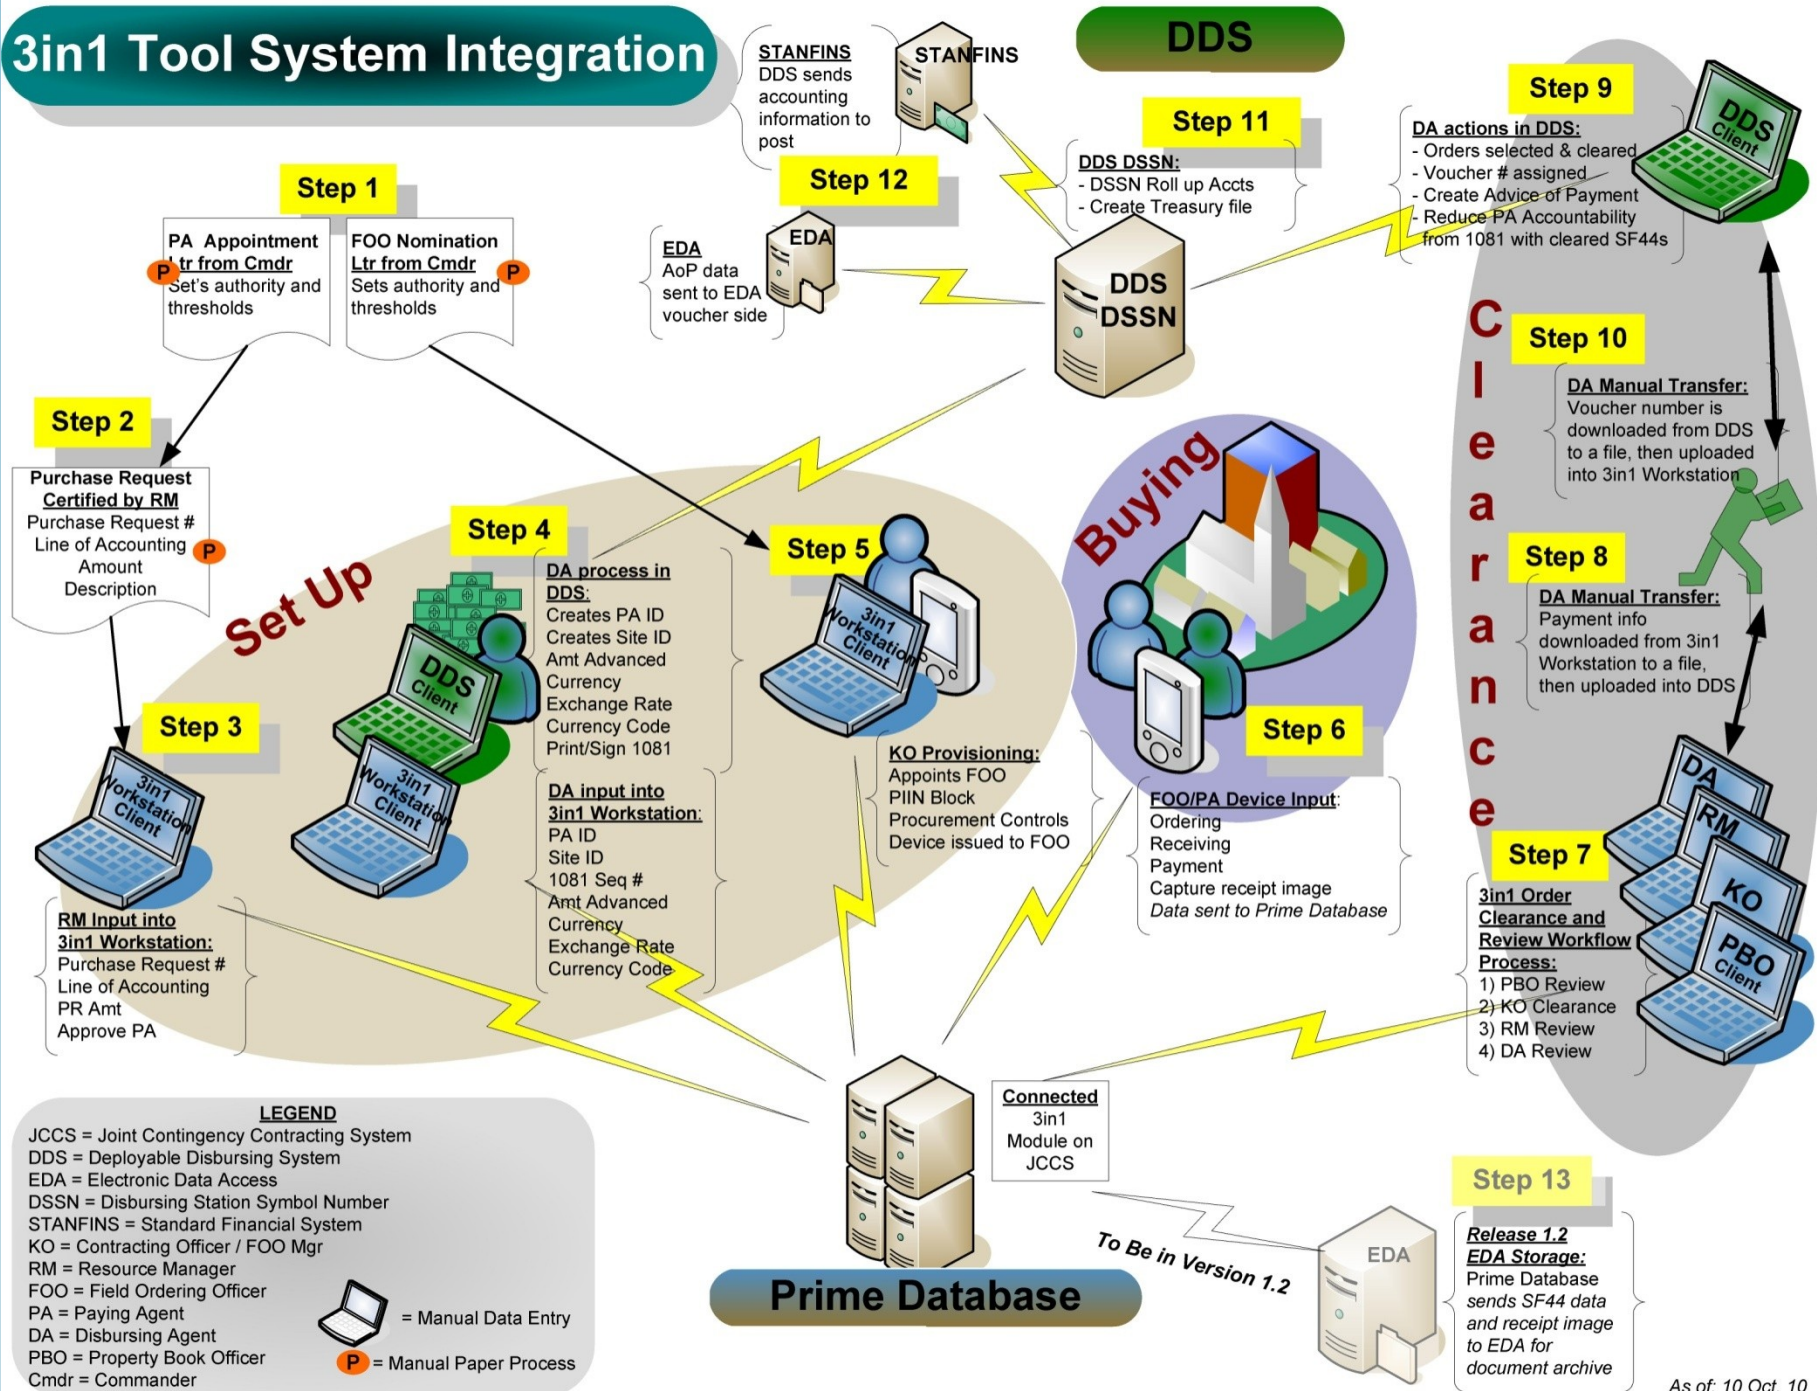 3in1 Tool System Integration
DDS
STANFINS
DDS sends
accounting
information to
post
STANFINS
Step 12
Step 11
DDS DSSN:
- DSSN Roll up Accts
- Create Treasury file
Step 9
DA actions in DDS:
- Orders selected & cleared
- Voucher # assigned
- Create Advice of Payment
- Reduce PA Accountability
from 1081 with cleared SF44s
DDS
Client
Step 1
PA Appointment
Ltr from Cmdr
Set's authority and
thresholds
P
FOO Nomination
Ltr from Cmdr
Sets authority and
thresholds
P
EDA
AoP data
sent to EDA
voucher side
EDA
DDS
DSSN
Clearance
Step 10
DA Manual Transfer:
Voucher number is
downloaded from DDS
to a file, then uploaded
into 3in1 Workstation
Step 2
Purchase Request
Certified by RM
Purchase Request #
Line of Accounting
Amount
Description
P
Set Up
Step 4
DA process in
DDS:
Creates PA ID
Creates Site ID
Amt Advanced
Currency
Exchange Rate
Currency Code
Print/Sign 1081
DDS
Client
3in1
Workstation
Client
DA input into
3in1 Workstation:
PA ID
Site ID
1081 Seq #
Amt Advanced
Currency
Exchange Rate
Currency Code
Step 5
3in1
Workstation
Client
KO Provisioning:
Appoints FOO
PIIN Block
Procurement Controls
Device issued to FOO
Buying
Step 6
FOO/PA Device Input:
Ordering
Receiving
Payment
Capture receipt image
Data sent to Prime Database
Step 8
DA Manual Transfer:
Payment info
downloaded from 3in1
Workstation to a file,
then uploaded into DDS
Step 3
3in1
Workstation
Client
RM Input into
3in1 Workstation:
Purchase Request #
Line of Accounting
PR Amt
Approve PA
DA
RM
KO
PBO
Client
Step 7
3in1 Order
Clearance and
Review Workflow
Process:
1) PBO Review
2) KO Clearance
3) RM Review
4) DA Review
Connected
3in1
Module on
JCCS
Prime Database
To Be in Version 1.2
EDA
Step 13
Release 1.2
EDA Storage:
Prime Database
sends SF44 data
and receipt image
to EDA for
document archive
LEGEND
JCCS = Joint Contingency Contracting System
DDS = Deployable Disbursing System
EDA = Electronic Data Access
DSSN = Disbursing Station Symbol Number
STANFINS = Standard Financial System
KO = Contracting Officer / FOO Mgr
RM = Resource Manager
FOO = Field Ordering Officer
PA = Paying Agent
DA = Disbursing Agent
PBO = Property Book Officer
Cmdr = Commander
= Manual Data Entry
P = Manual Paper Process
As of: 10 Oct. 10